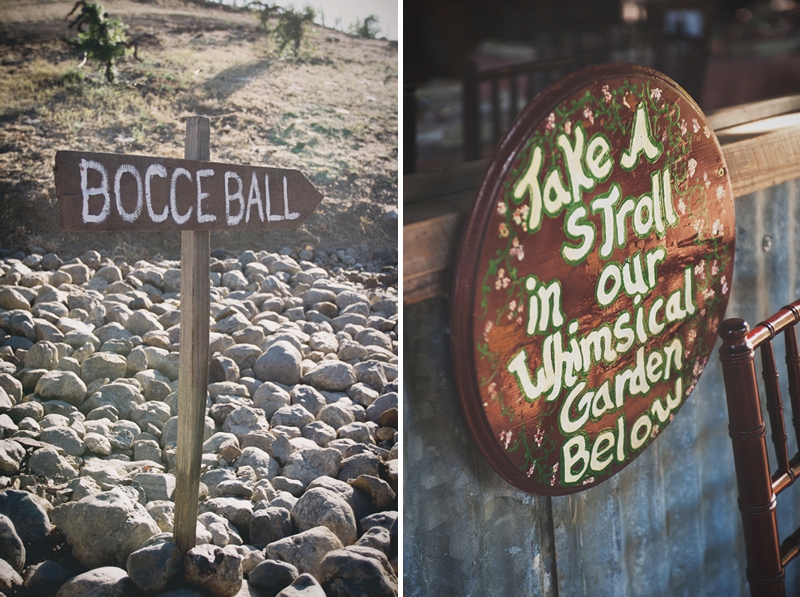 BOCCE BALL
Take A
STroll
in our
Whimsical
Garden
Below